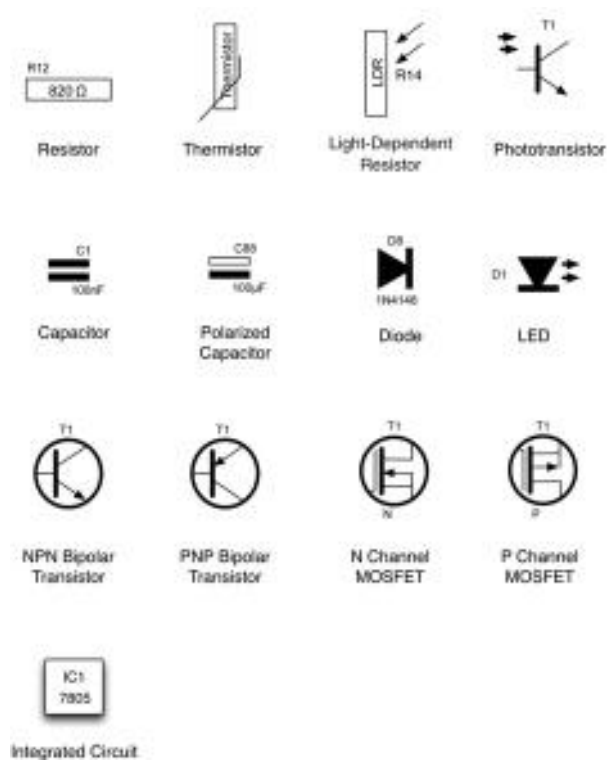 R12
820 Ω
Resistor
Thermistor
Thermistor
LDR
R14
Light-Dependent
Resistor
T1
Phototransistor
C1
100nF
Capacitor
C88
100µF
Polarized
Capacitor
D8
1N4146
Diode
D1
LED
T1
NPN Bipolar
Transistor
T1
PNP Bipolar
Transistor
T1
N
N Channel
MOSFET
T1
P
P Channel
MOSFET
IC1
7805
Integrated Circuit